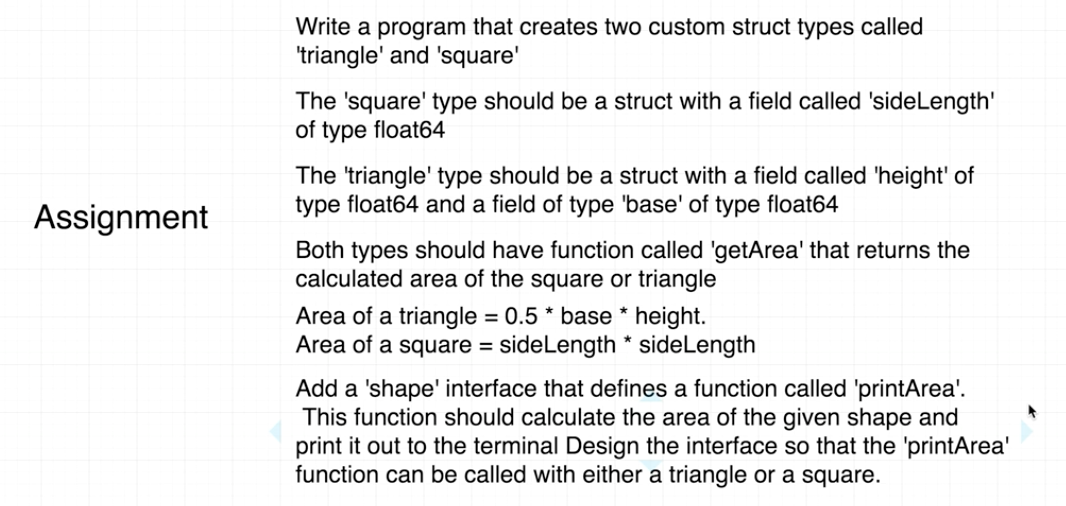 Assignment
Write a program that creates two custom struct types called
'triangle' and 'square'
The 'square' type should be a struct with a field called 'sideLength'
of type float64
The 'triangle' type should be a struct with a field called 'height' of
type float64 and a field of type 'base' of type float64
Both types should have function called 'getArea' that returns the
calculated area of the square or triangle
Area of a triangle = 0.5 * base * height.
Area of a square = sideLength * sideLength
Add a 'shape' interface that defines a function called 'printArea'.
This function should calculate the area of the given shape and
print it out to the terminal Design the interface so that the 'printArea'
function can be called with either a triangle or a square.